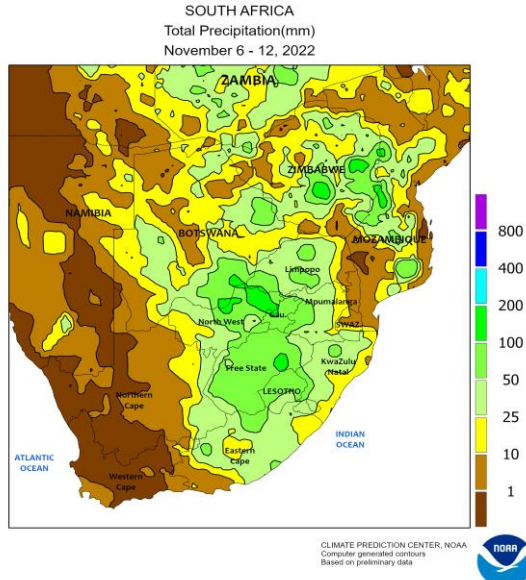 SOUTH AFRICA
Total Precipitation(mm)
November 6 - 12, 2022
ZAMBIA
ZIMBABWE
NAMIBIA
BOTSWANA
MOZAMBIQUE
Limpopo
Mpumalanga
North West
Gau.
SWAZ.
Free State
KwaZulu
Natal
LESOTHO
Northern
Cape
Eastern
Cape
Western
Cape
ATLANTIC
OCEAN
INDIAN
OCEAN
800
400
200
100
50
25
10
1
CLIMATE PREDICTION CENTER, NOAA
Computer generated contours
Based on preliminary data
NOAA